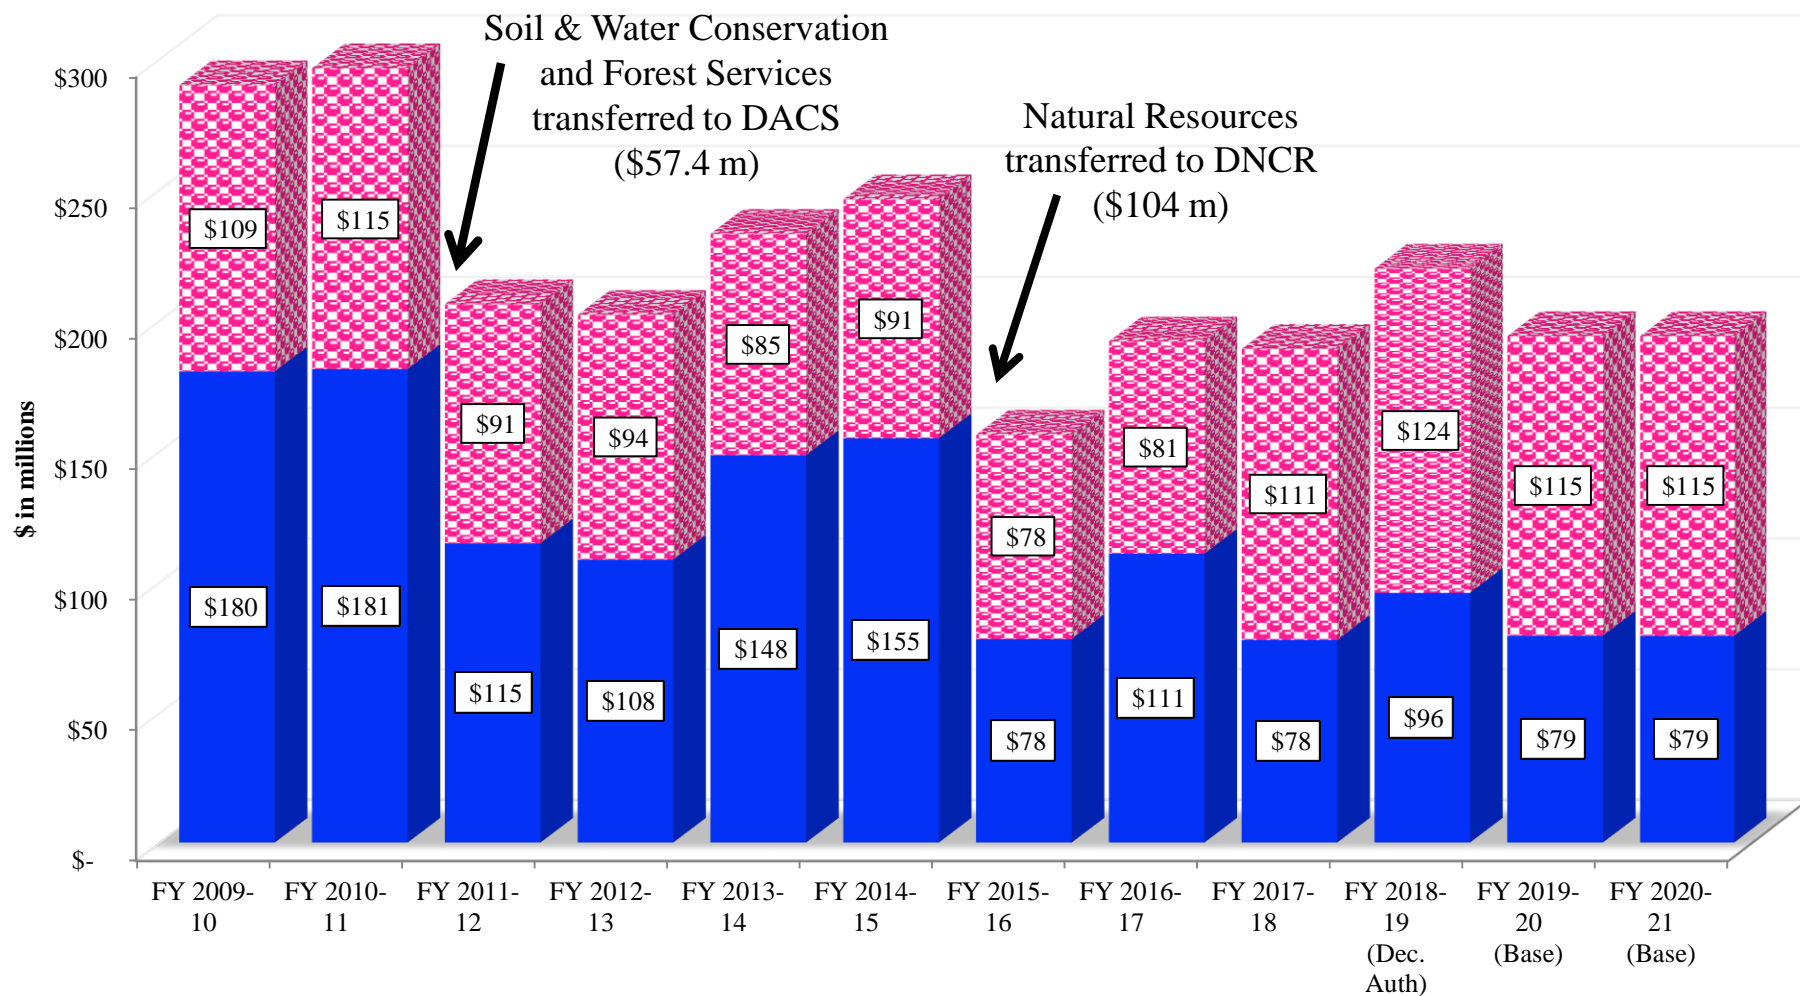 Soil & Water Conservation
and Forest Services
transferred to DACS
($57.4 m)
Natural Resources
transferred to DNCR
($104 m)
$ in millions
$300
$250
$200
$150
$100
$50
$-
$109
$115
$91
$94
$85
$91
$78
$81
$111
$124
$115
$115
$180
$181
$115
$108
$148
$155
$78
$111
$78
$96
$79
$79
FY 2009-
10
FY 2010-
11
FY 2011-
12
FY 2012-
13
FY 2013-
14
FY 2014-
15
FY 2015-
16
FY 2016-
17
FY 2017-
18
FY 2018-
19
(Dec.
Auth)
FY 2019-
20
(Base)
FY 2020-
21
(Base)